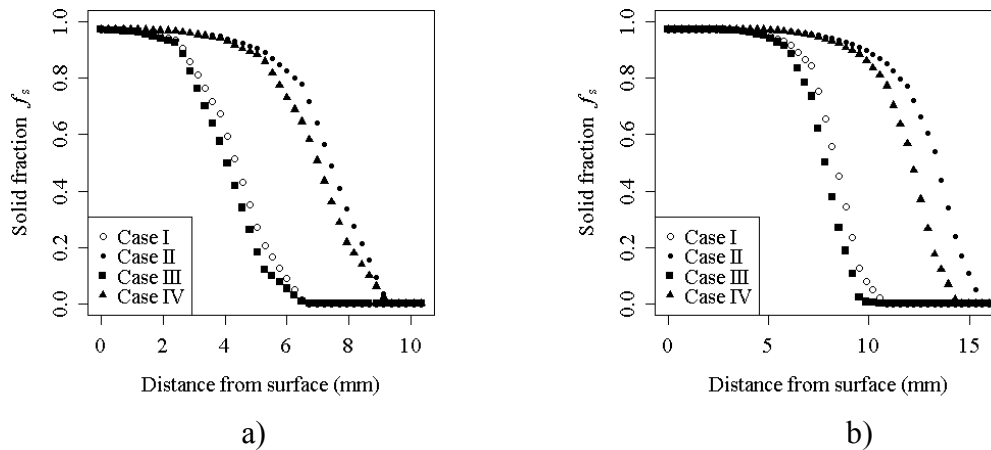 Solid fraction fs
0.0 0.2 0.4 0.6 0.8 1.0
Case I
Case II
Case III
Case IV
0 2 4 6 8 10
Distance from surface (mm)
a)
Solid fraction fs
0.0 0.2 0.4 0.6 0.8 1.0
Case I
Case II
Case III
Case IV
0 5 10 15
Distance from surface (mm)
b)